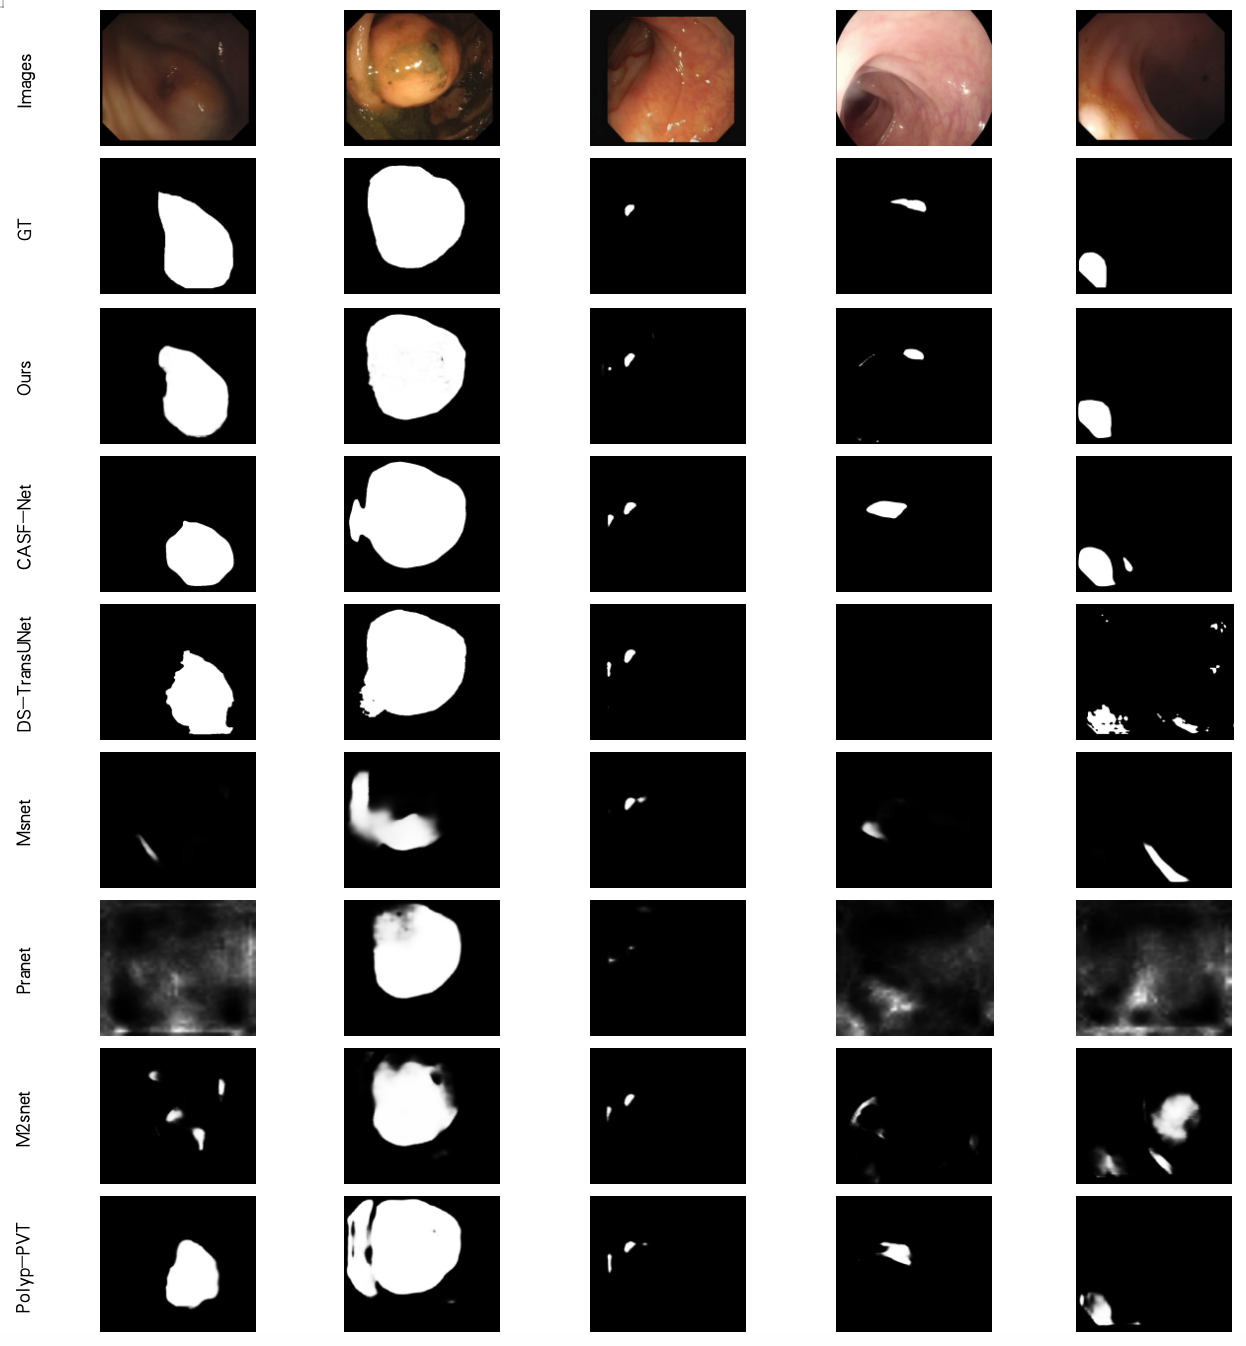 Images
GT
Ours
CASF-Net
DS-TransUNet
Msnet
Pranet
M2snet
Polyp-PVT